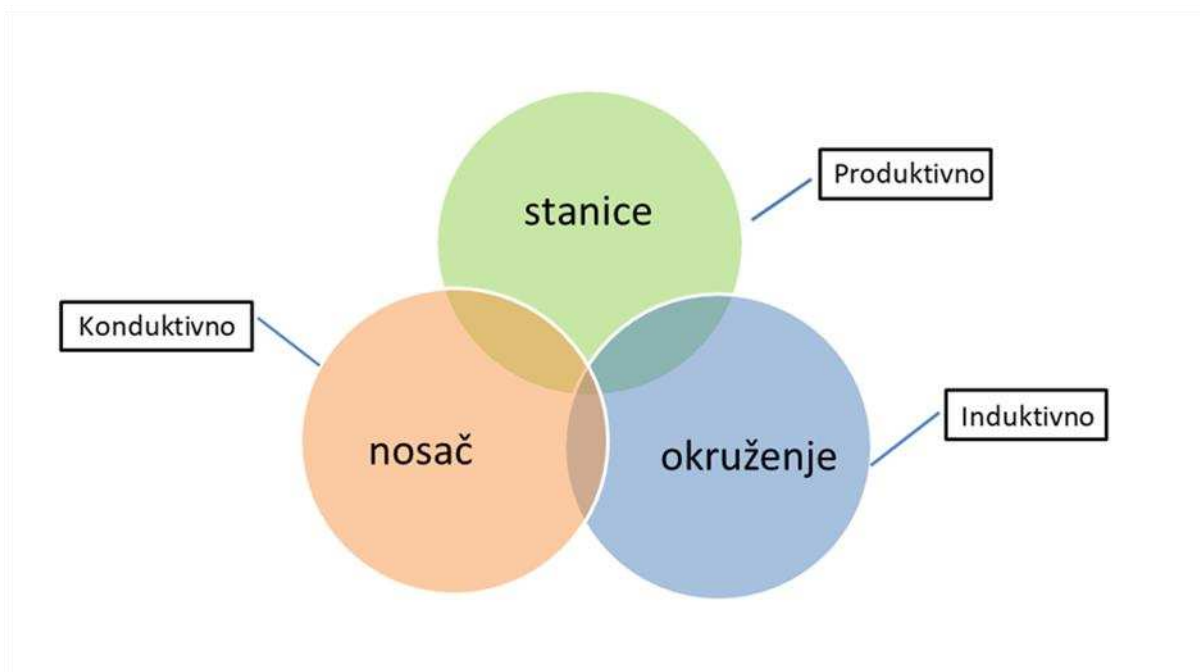 Produktivno
stanice
Konduktivno
Induktivno
nosač
okruženje